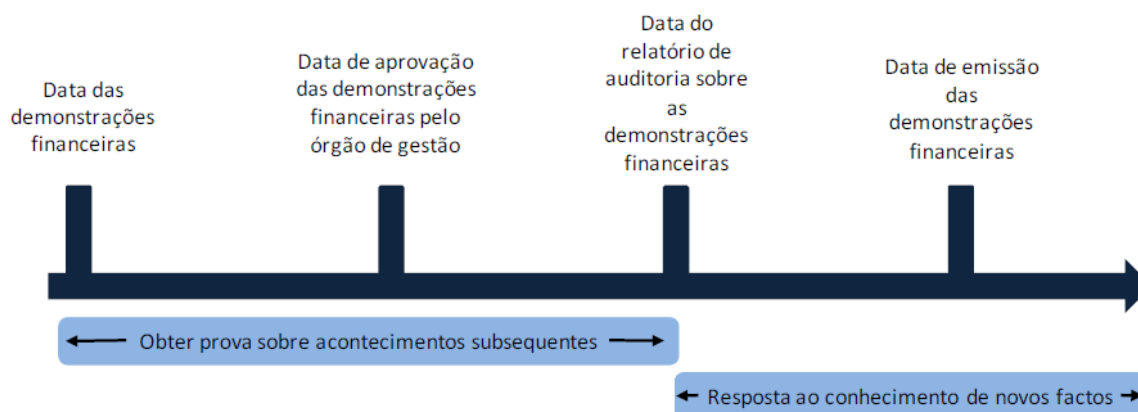 Data das
demonstrações
financeiras
Data de aprovação
das demonstrações
financeiras pelo
órgão de gestão
Data do
relatório de
auditoria sobre
as
demonstrações
financeiras
Data de emissão
das
demonstrações
financeiras
Obter prova sobre acontecimentos subsequentes
Resposta ao conhecimento de novos factos